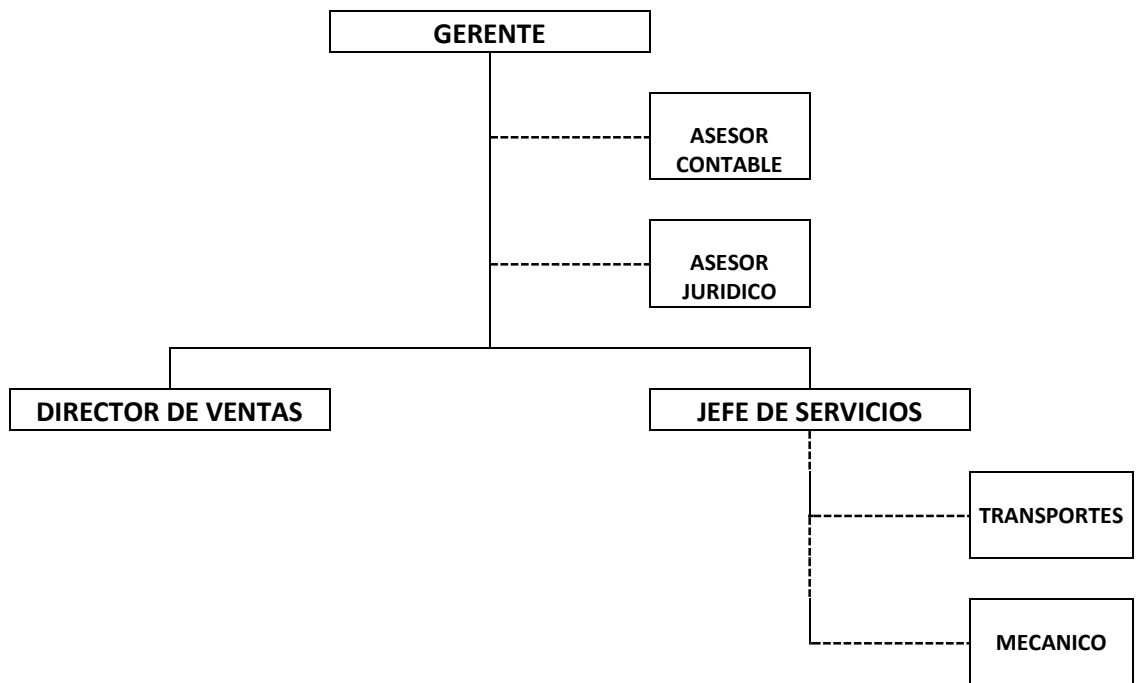 GERENTE
ASESOR
CONTABLE
ASESOR
JURIDICO
DIRECTOR DE VENTAS
JEFE DE SERVICIOS
TRANSPORTES
MECANICO